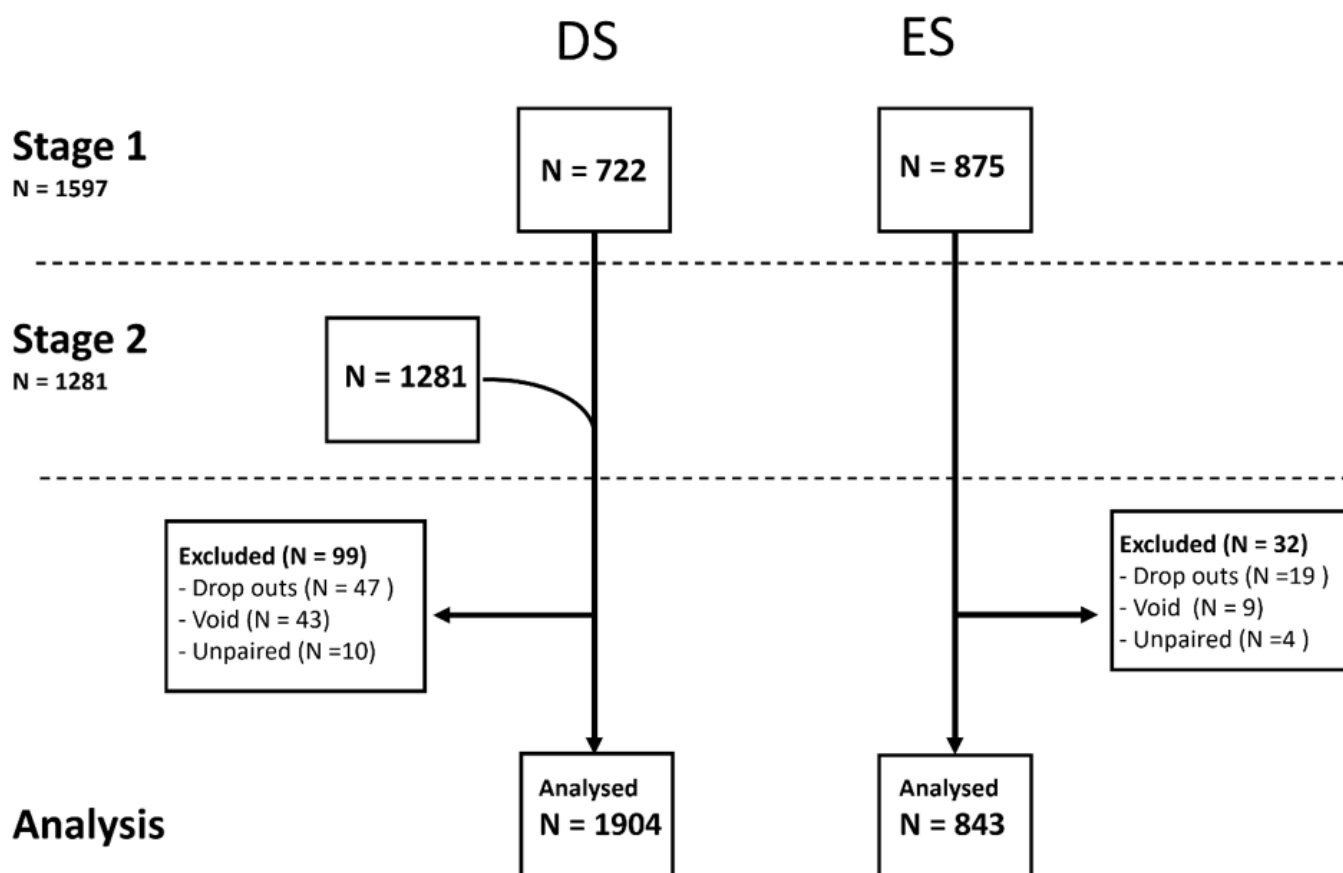 DS
ES
Stage 1
N = 1597
N = 722
N = 875
Stage 2
N = 1281
N = 1281
Excluded (N = 99)
- Drop outs (N = 47 )
- Void (N = 43)
- Unpaired (N =10)
Excluded (N = 32)
- Drop outs (N =19 )
- Void  (N = 9)
- Unpaired (N =4 )
Analysis
Analysed
N = 1904
Analysed
N = 843